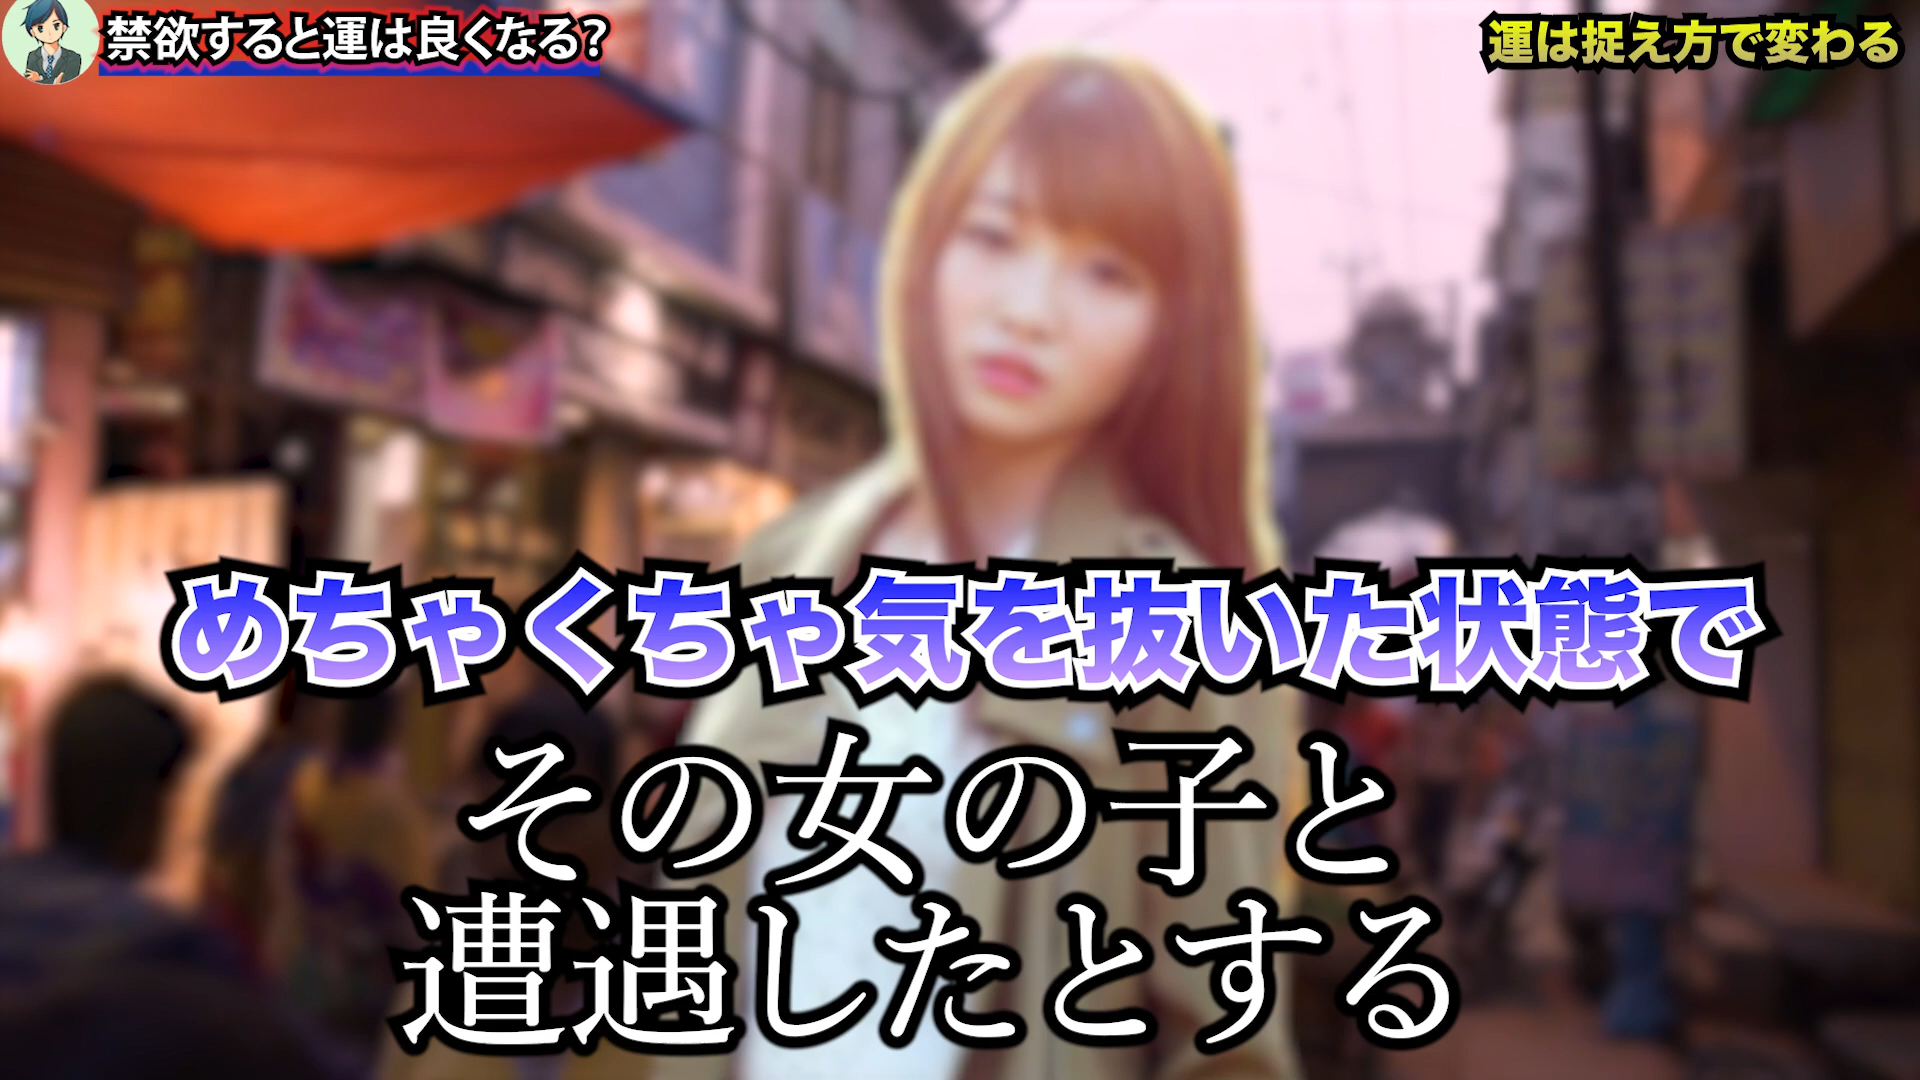 禁欲すると運は良くなる?
運は捉え方で変わる
めちゃくちゃ気を抜いた状態で
その女の子と
遭遇したとする